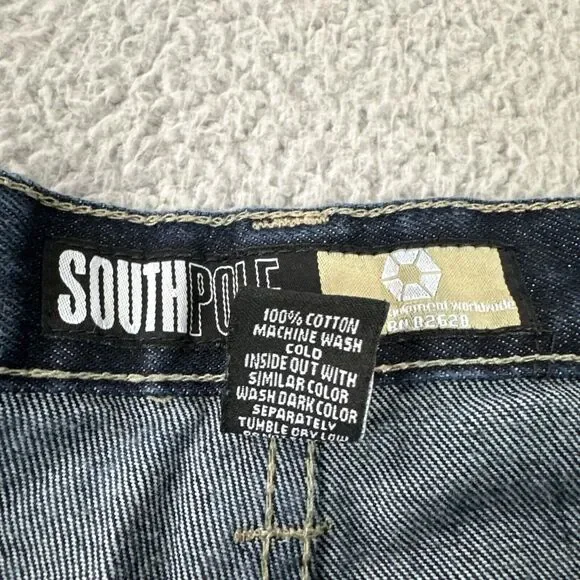 SOUTHPOLE
worldwide
100% COTTON
MACHINE WASH
COLD
INSIDE OUT WITH
SIMILAR COLOR
WASH DARK COLOR
SEPARATELY
TUMBLE DRY LOW